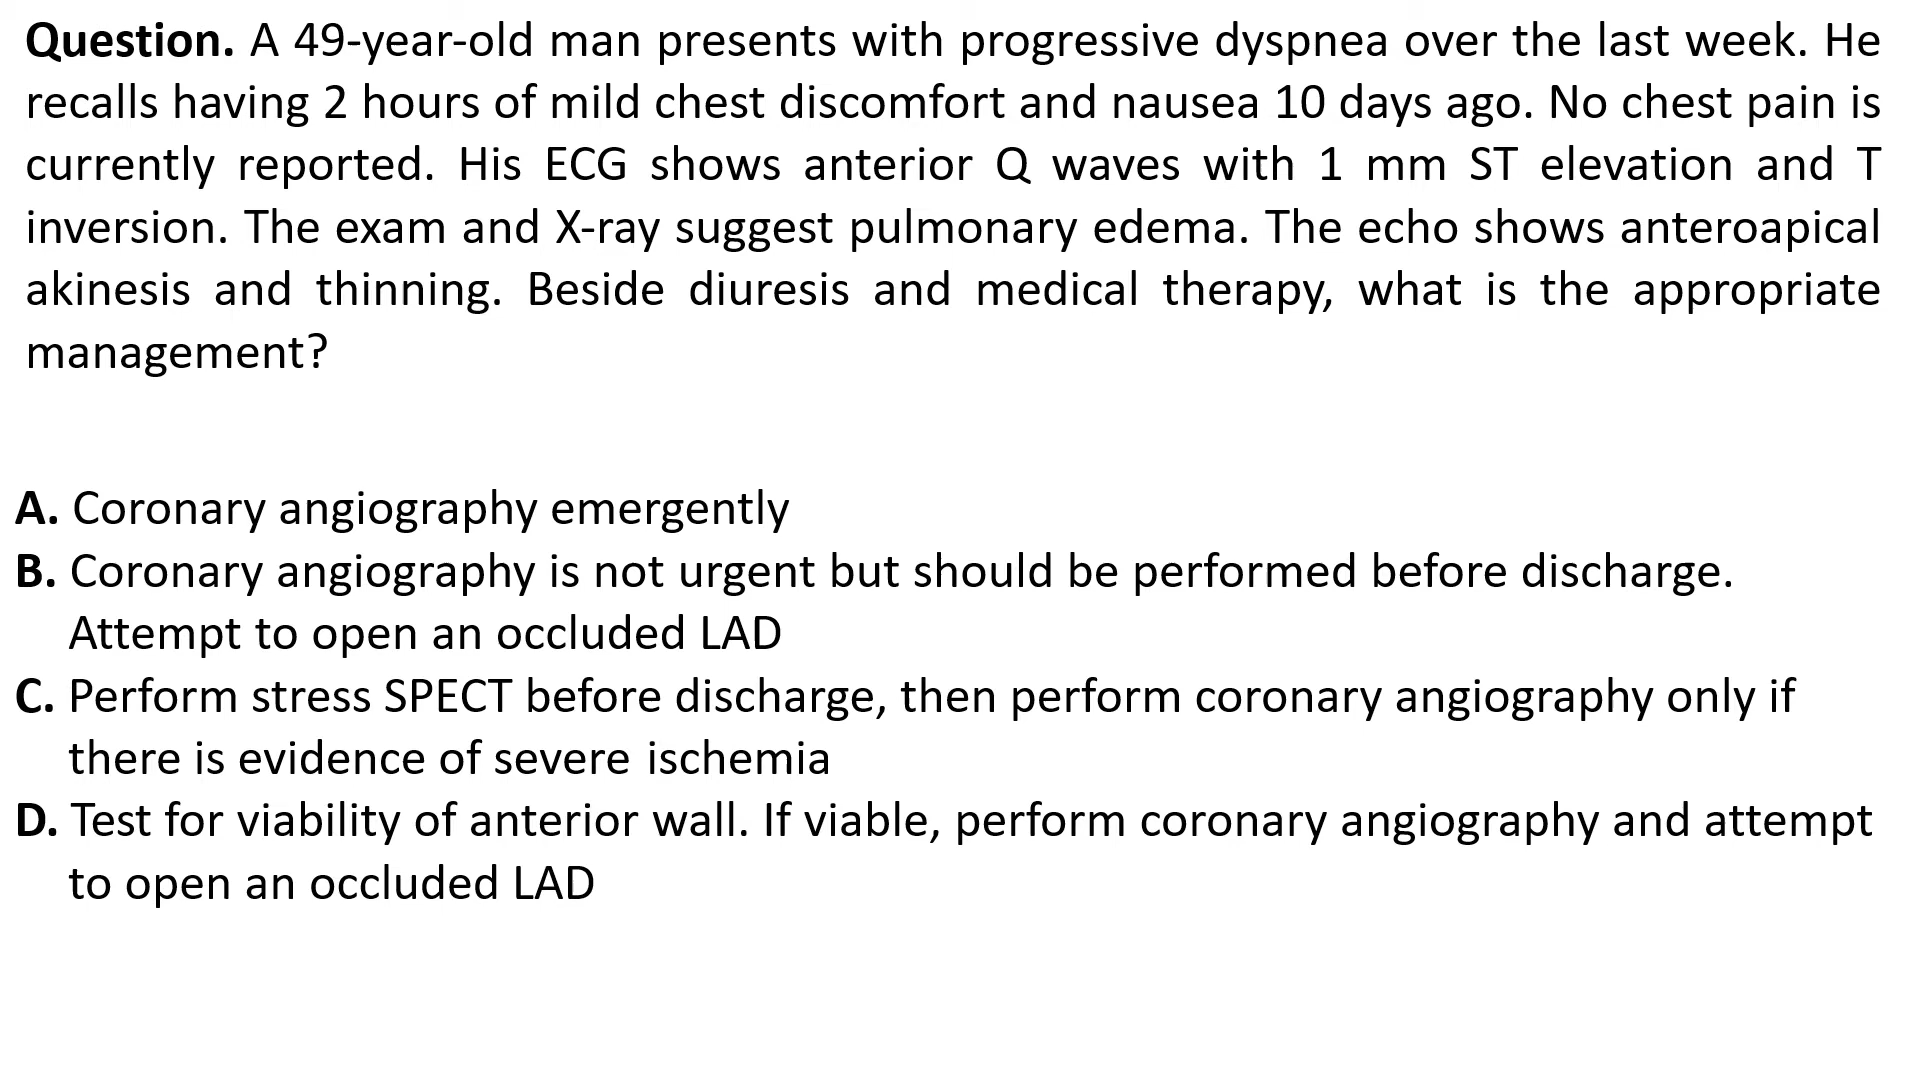 Question. A 49-year-old man presents with progressive dyspnea over the last week. He
recalls having 2 hours of mild chest discomfort and nausea 10 days ago. No chest pain is
currently reported. His ECG shows anterior Q waves with 1 mm ST elevation and T
inversion. The exam and X-ray suggest pulmonary edema. The echo shows anteroapical
akinesis and thinning. Beside diuresis and medical therapy, what is the appropriate
management?
A. Coronary angiography emergently
B. Coronary angiography is not urgent but should be performed before discharge.
Attempt to open an occluded LAD
C. Perform stress SPECT before discharge, then perform coronary angiography only if
there is evidence of severe ischemia
D. Test for viability of anterior wall. If viable, perform coronary angiography and attempt
to open an occluded LAD